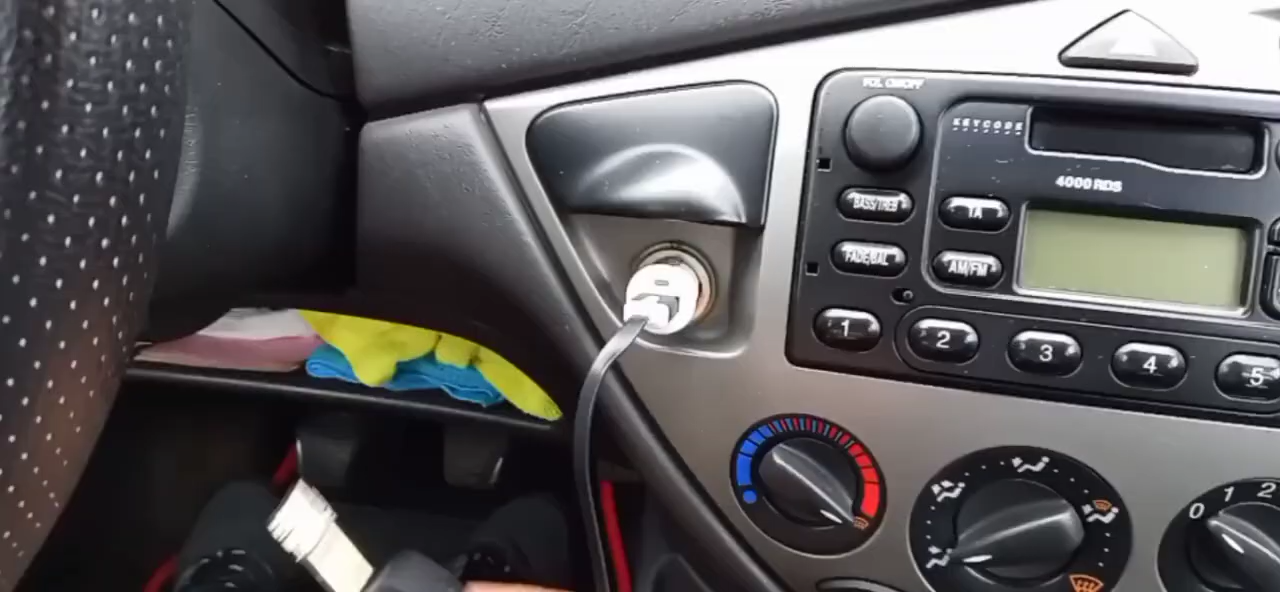 VOL ON/OFF
KEYCODE
4000 RDS
BASS/TREB
TA
FADE/BAL
AM/FM
1
2
3
4
5
0
1
2